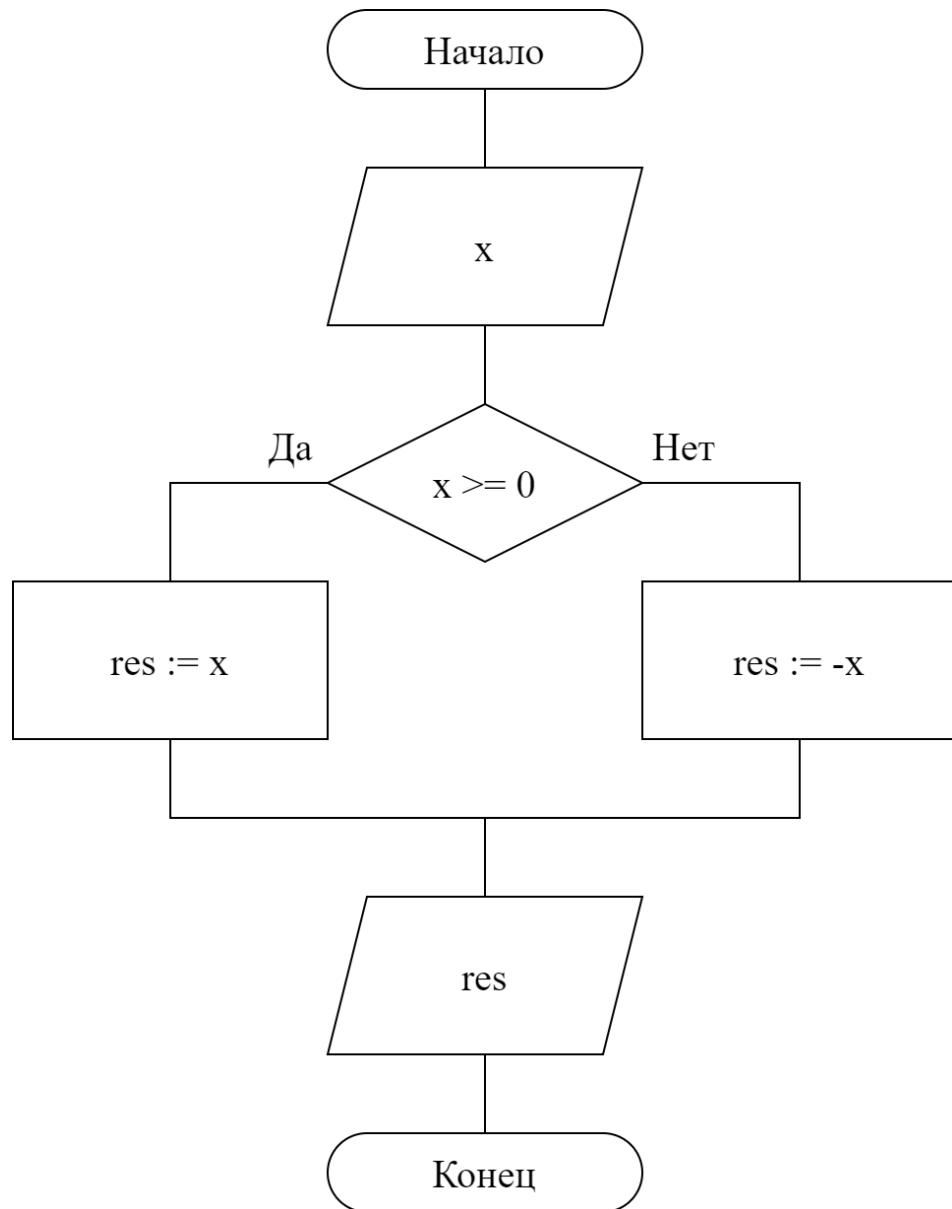 Начало
x
Да
Нет
x >= 0
res := x
res := -x
res
Конец